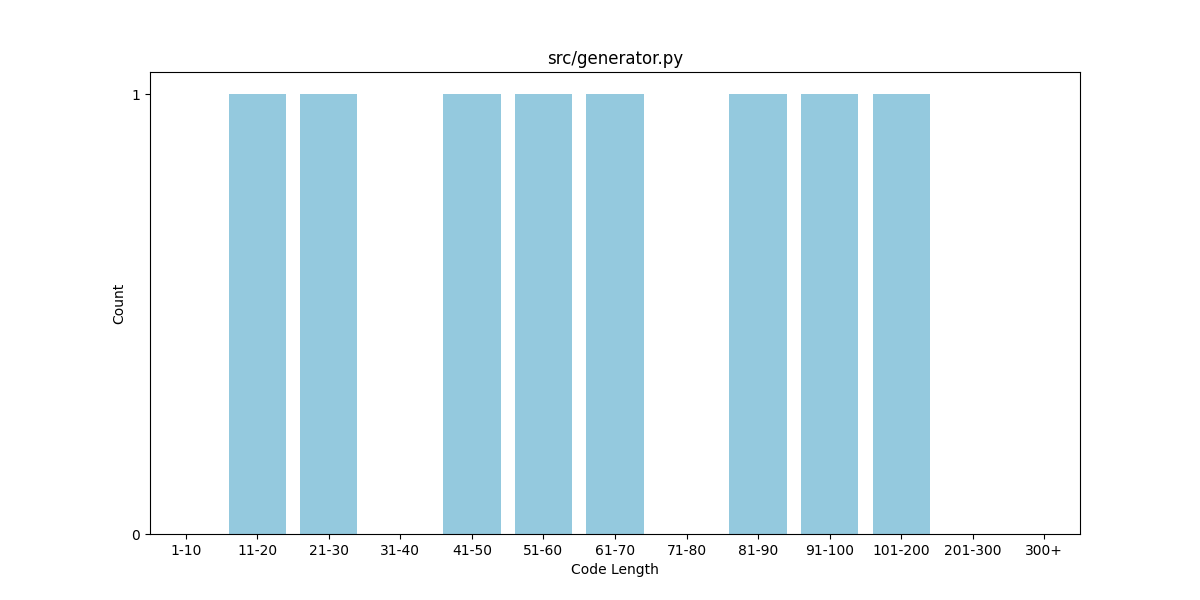 src/generator.py
1
Count
0
1-10 11-20 21-30 31-40 41-50 51-60 61-70 71-80 81-90 91-100 101-200 201-300 300+
Code Length